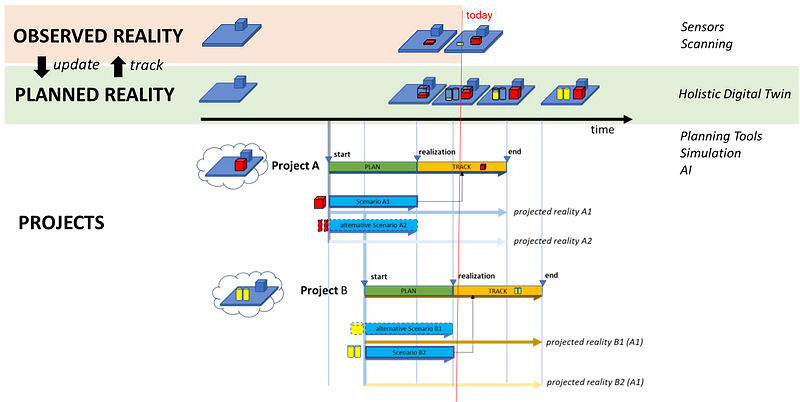 today
OBSERVED REALITY
Sensors
Scanning
update
track
PLANNED REALITY
Holistic Digital Twin
time
Planning Tools
Simulation
AI
start
realization
end
Project A
PLAN
TRACK
Scenario A1
projected reality A1
PROJECTS
alternative Scenario A2
projected reality A2
start
realization
end
Project B
PLAN
TRACK
alternative Scenario B1
projected reality B1 (A1)
Scenario B2
projected reality B2 (A1)